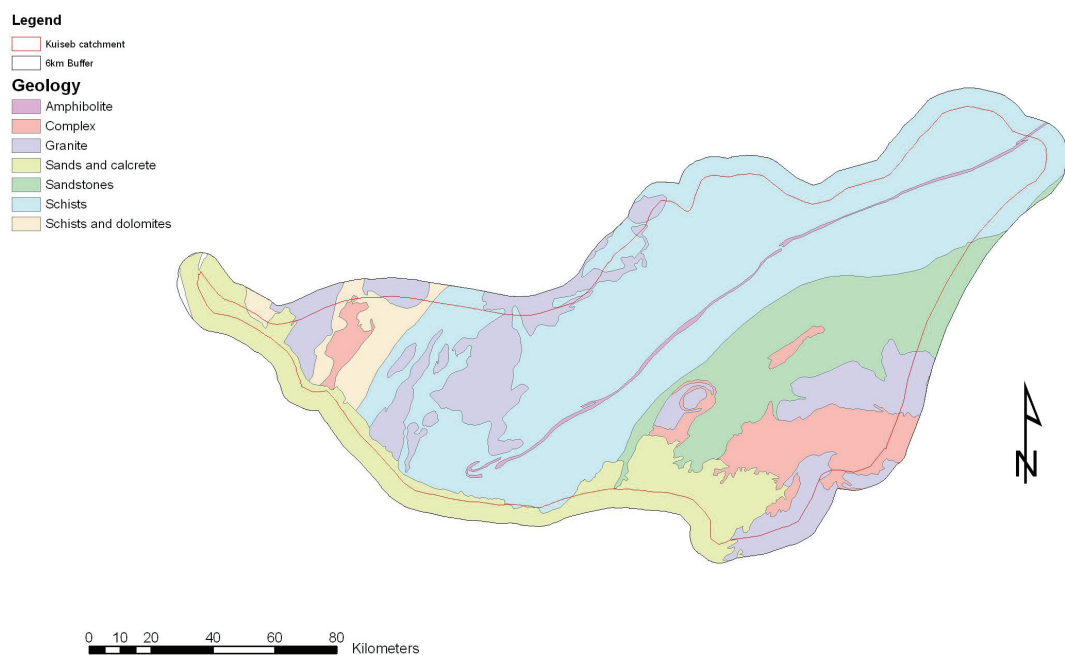 Legend
Kuiseb catchment
6km Buffer
Geology
Amphibolite
Complex
Granite
Sands and calcrete
Sandstones
Schists
Schists and dolomites
N
0 10 20 40 60 80
Kilometers